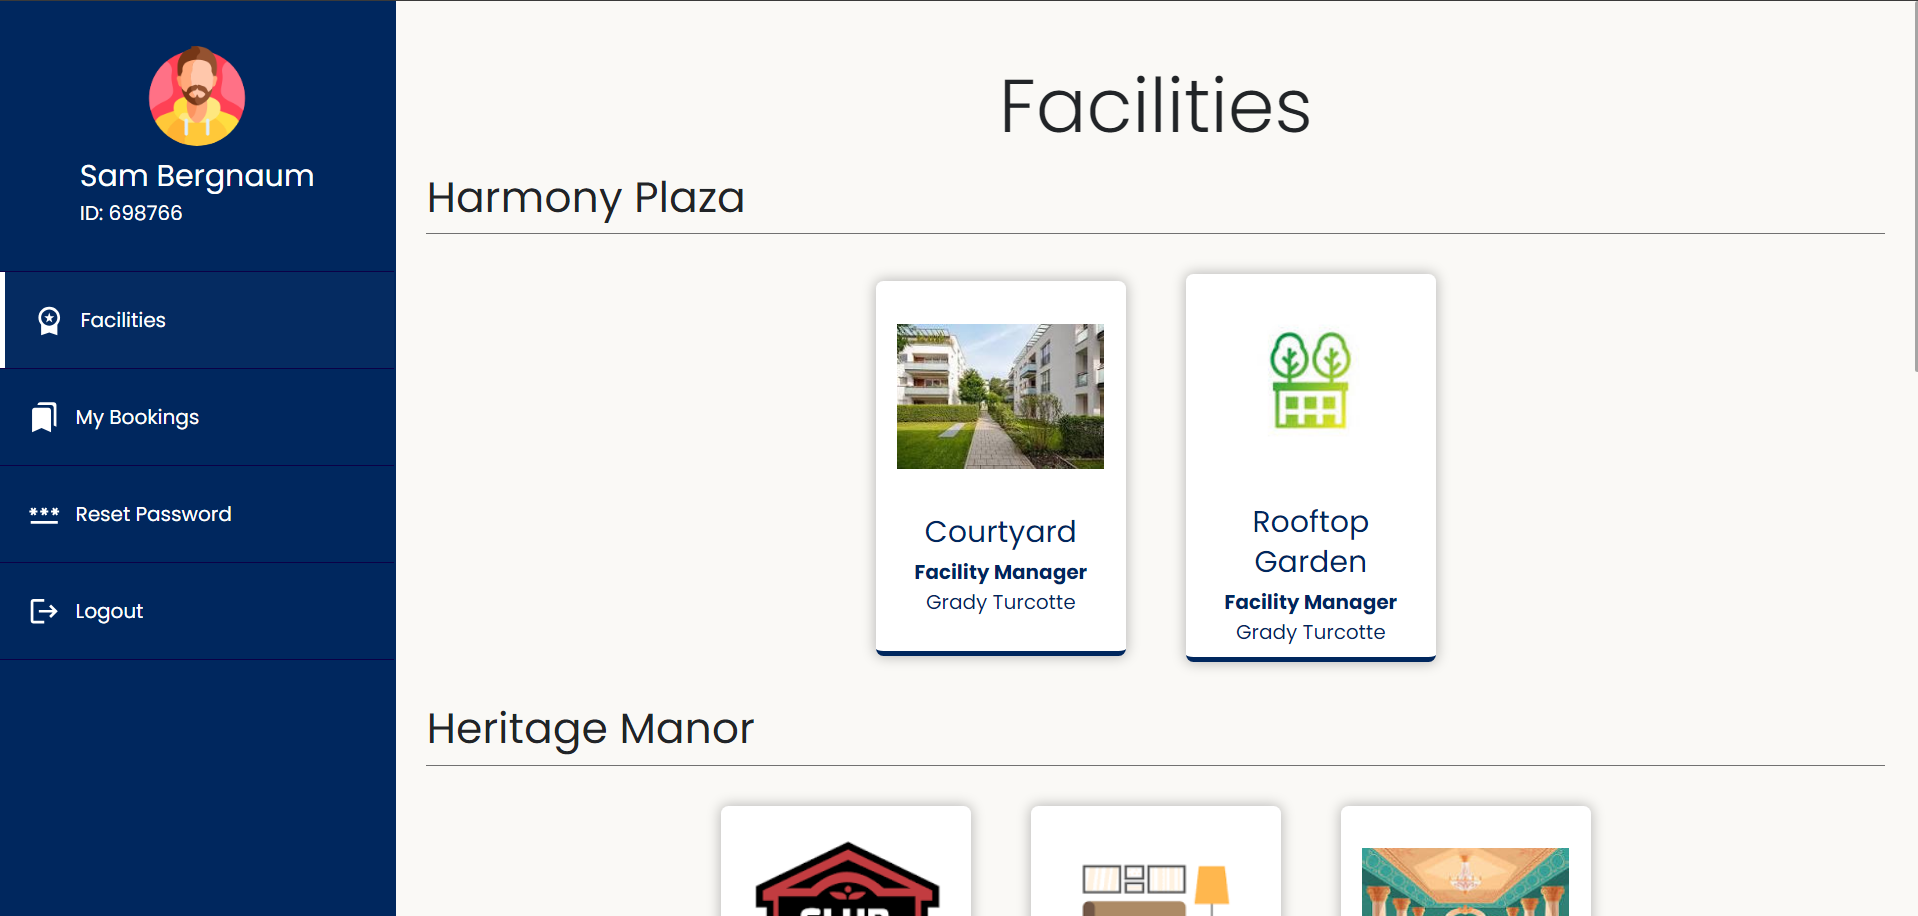 Sam Bergnaum
ID: 698766
Facilities
My Bookings
Reset Password
Logout
Facilities
Harmony Plaza
Courtyard
Facility Manager
Grady Turcotte
Rooftop
Garden
Facility Manager
Grady Turcotte
Heritage Manor